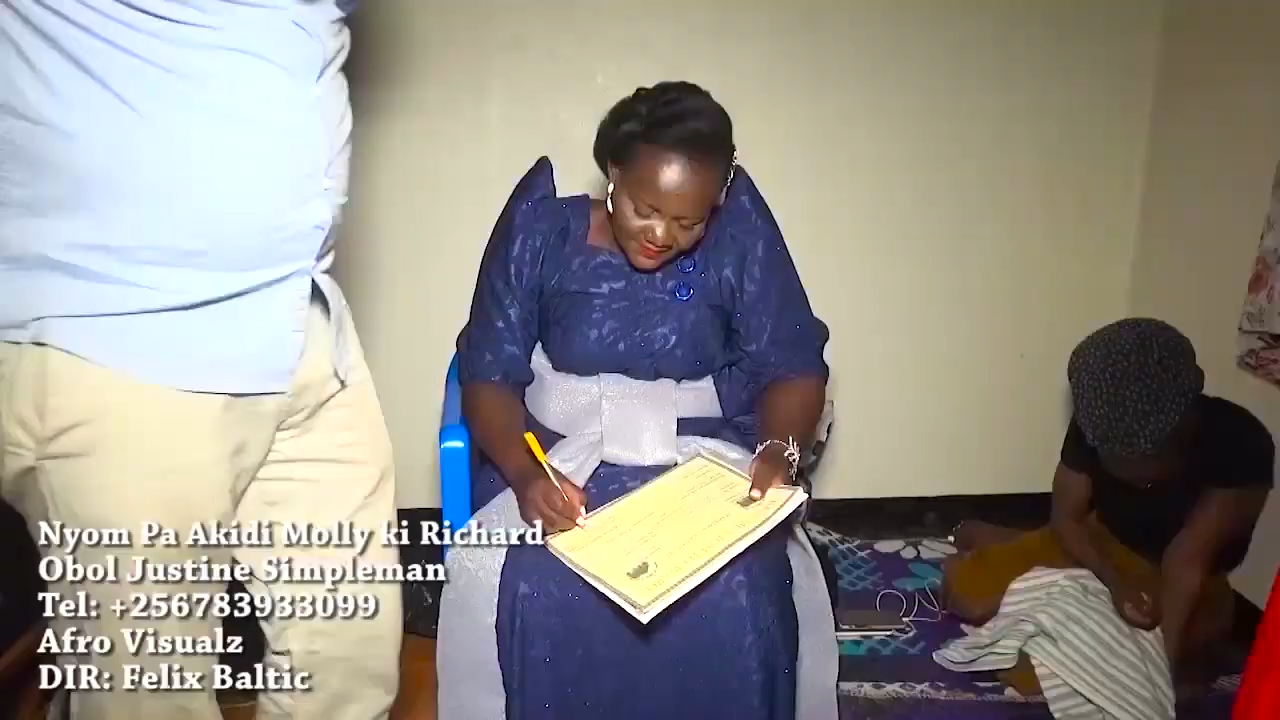 Nyom Pa Akidi Molly ki Richard
Obol Justine Simpleman
Tel: +256783933099
Afro Visualz
DIR: Felix Baltic